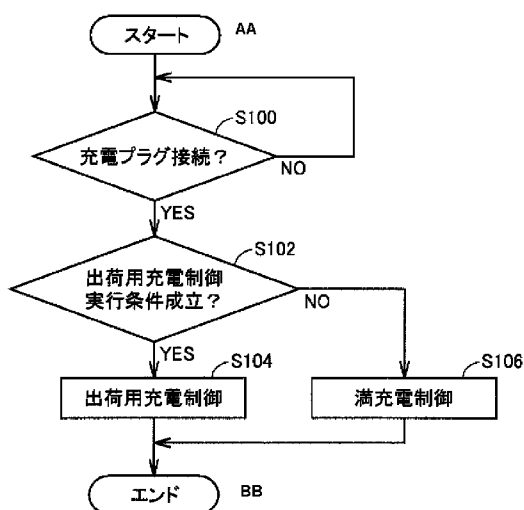 スタート
AA
S100
充電プラグ接続？
NO
YES
S102
出荷用充電制御
実行条件成立？
NO
YES
S104
S106
出荷用充電制御
満充電制御
エンド
BB